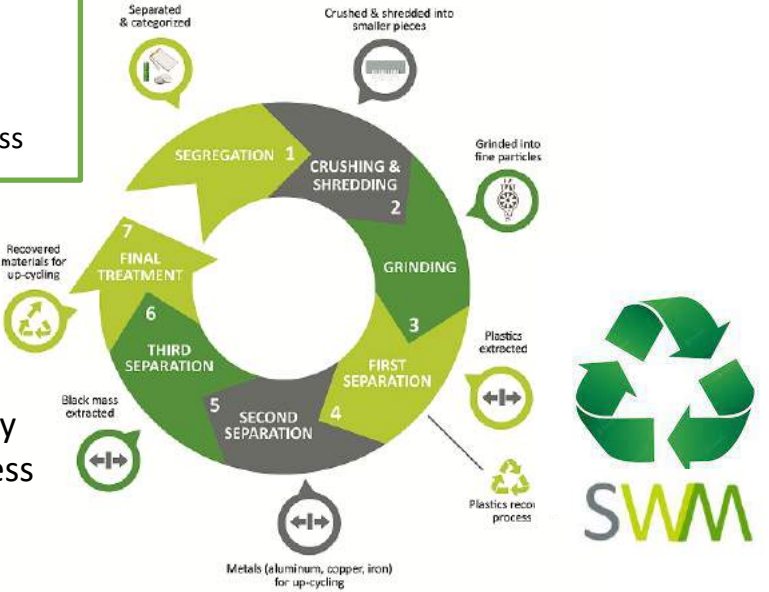 ss
Separated
& categorized
Crushed & shredded into
smaller pieces
Grinded into
fine particles
SEGREGATION 1
CRUSHING &
SHREDDING
2
GRINDING
3
7
FINAL
TREATMENT
Recovered
materials for
up-cycling
6
THIRD
SEPARATION
FIRST
SEPARATION
4
Plastics
extracted
Black mass
extracted
5
SECOND
SEPARATION
y
ess
Plastics
process
Metals (aluminum, copper, iron)
for up-cycling
SWM